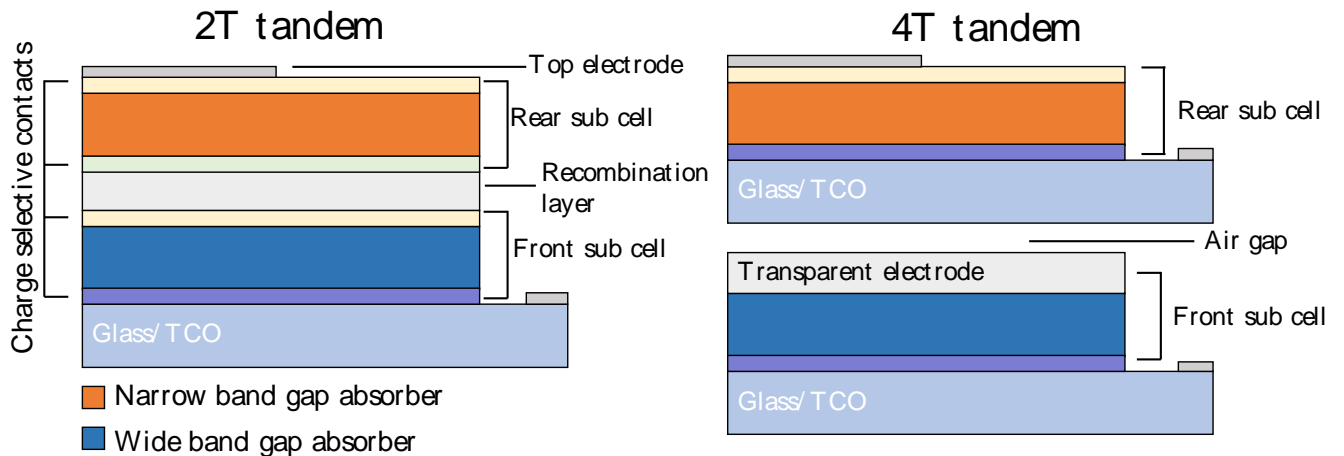 2T tandem
Charge selective contacts
Top electrode
Rear sub cell
Recombination
layer
Front sub cell
Glass/ TCO
Narrow band gap absorber
Wide band gap absorber
4T tandem
Rear sub cell
Glass/ TCO
Air gap
Transparent electrode
Front sub cell
Glass/ TCO